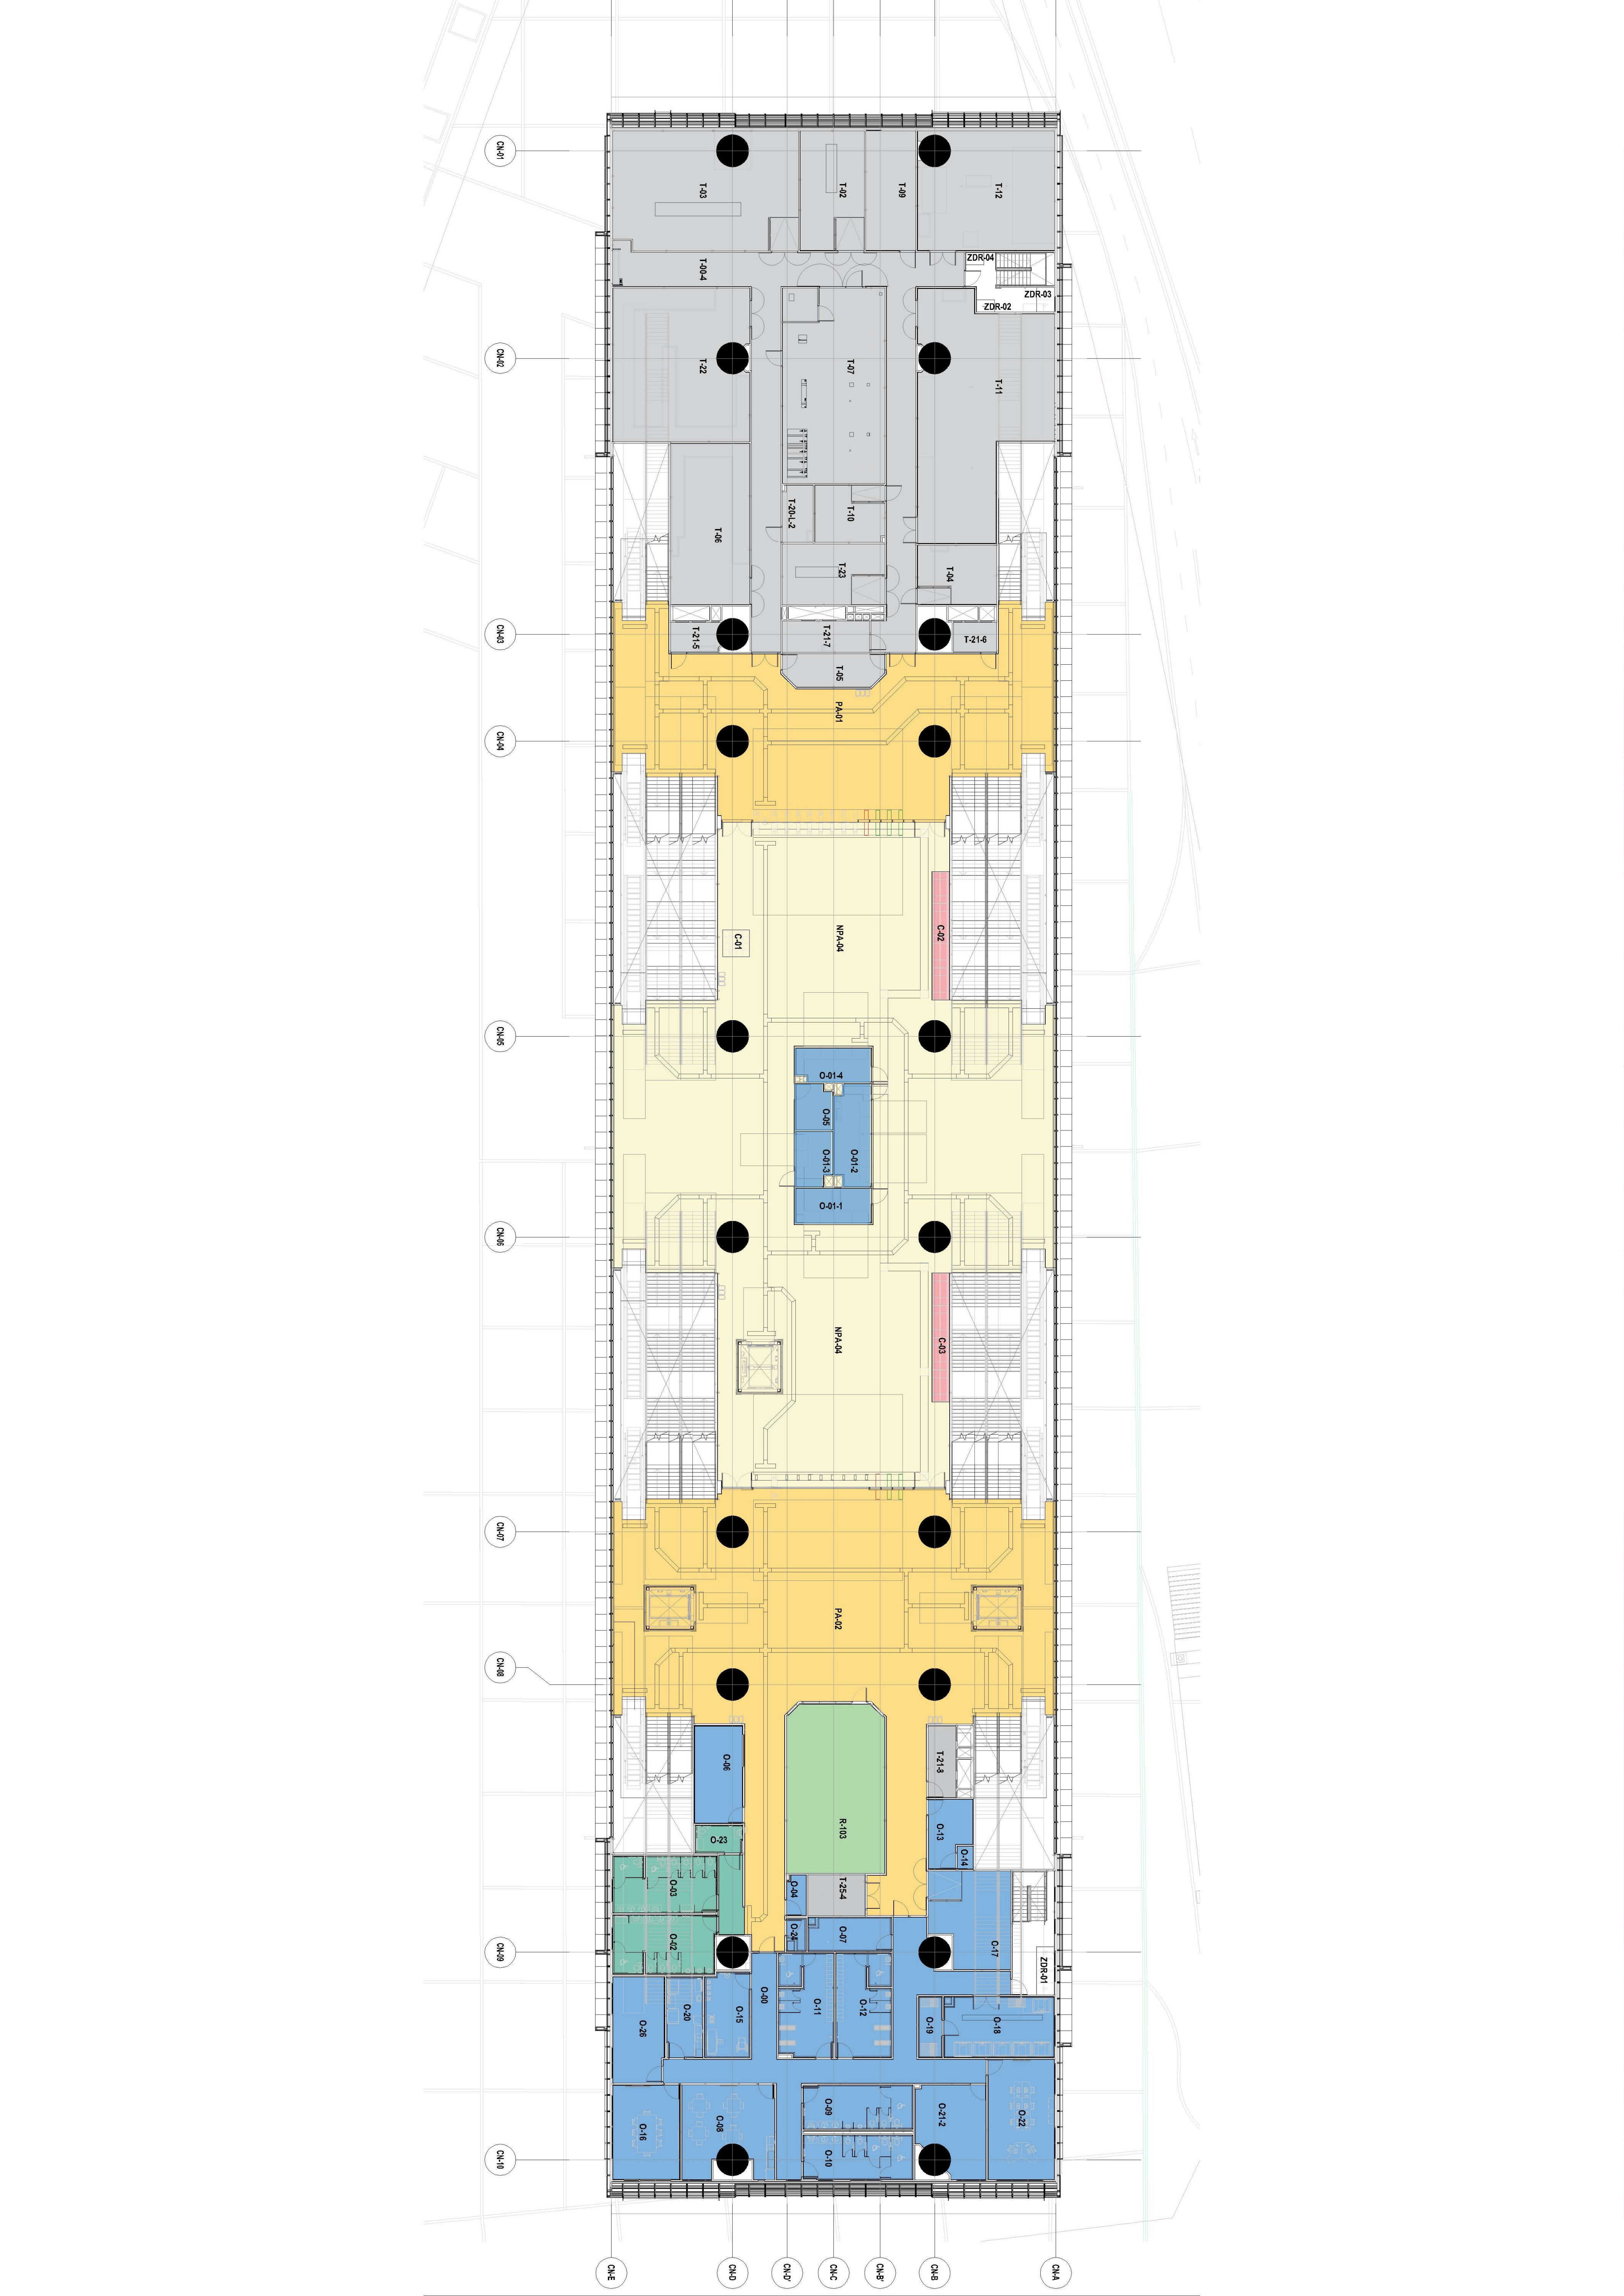 CN-01
T-03
T-02
T-09
T-12
T-00-4
ZDR-04
ZDR-03
ZDR-02
CN-02
T-22
T-07
T-11
T-06
T-20-L-2
T-10
T-23
T-04
CN-03
T-21-5
T-21-7
T-21-6
T-05
PA-01
CN-04
C-01
NPA-04
C-02
CN-05
O-01-4
O-05
O-01-3
O-01-2
O-01-1
CN-06
NPA-04
C-03
CN-07
PA-02
CN-08
O-06
T-21-8
R-103
O-13
O-23
O-14
O-03
O-04
T-25-4
O-02
O-24
O-07
O-17
CN-09
ZDR-01
O-00
O-26
O-20
O-15
O-11
O-12
O-19
O-18
O-16
O-08
O-09
O-21-2
O-22
O-10
CN-10
CN-E
CN-D
CN-D'
CN-C
CN-B'
CN-B
CN-A